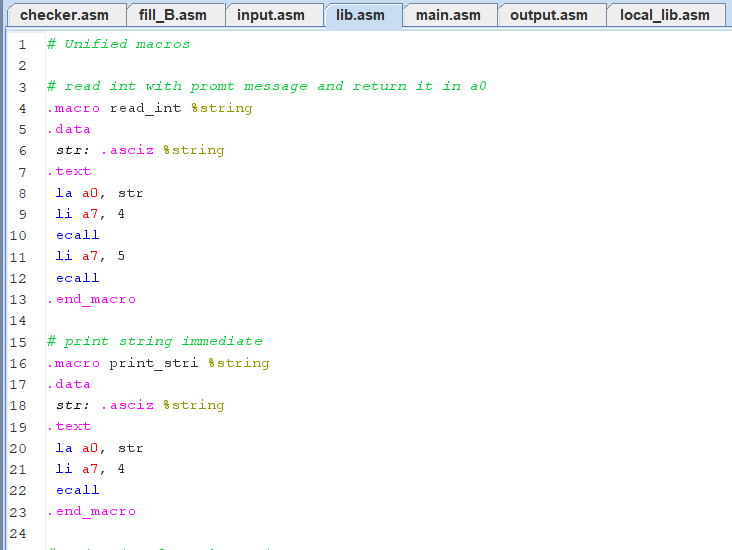 checker.asm fill_B.asm input.asm lib.asm main.asm output.asm local_lib.asm
1 # Unified macros
2
3 # read int with promt message and return it in a0
4 .macro read_int %string
5 .data
6 str: .asciz %string
7 .text
8 la a0, str
9 li a7, 4
10 ecall
11 li a7, 5
12 ecall
13 .end_macro
14
15 # print string immediate
16 .macro print_stri %string
17 .data
18 str: .asciz %string
19 .text
20 la a0, str
21 li a7, 4
22 ecall
23 .end_macro
24